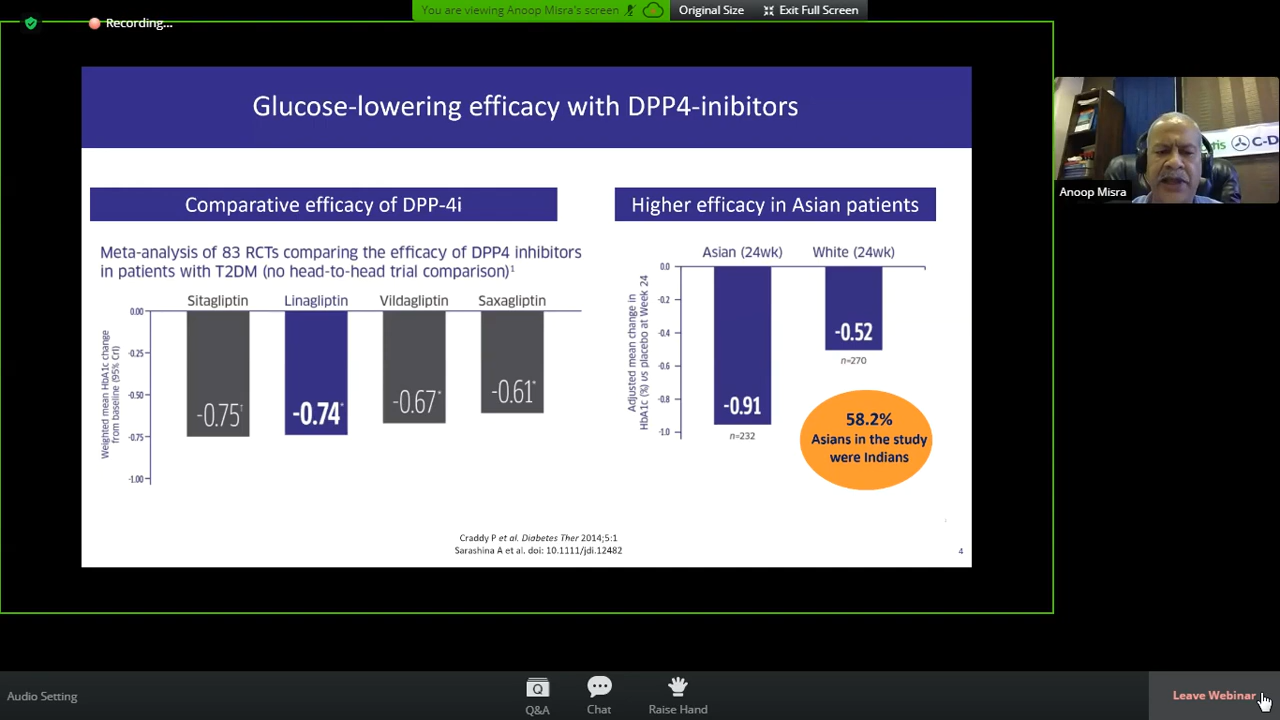 You are viewing Anoop Misra's screen
Original Size
Exit Full Screen
Recording...
Glucose-lowering efficacy with DPP4-inibitors
Comparative efficacy of DPP-4i
Higher efficacy in Asian patients
Meta-analysis of 83 RCTs comparing the efficacy of DPP4 inhibitors
in patients with T2DM (no head-to-head trial comparison)¹
Sitagliptin Linagliptin Vildagliptin Saxagliptin
Weighted mean HbA1c change
from baseline (95% CrI)
0.00
-0.25
-0.50
-0.75
-1.00
-0.75†
-0.74*
-0.67*
-0.61*
Asian (24wk) White (24wk)
Adjusted mean change in
HbA1c (%) vs placebo at Week 24
0.0
-0.2
-0.4
-0.6
-0.8
-1.0
-0.91
n=232
-0.52
n=270
58.2%
Asians in the study
were Indians
Craddy P et al. Diabetes Ther 2014;5:1
Sarashina A et al. doi: 10.1111/jdi.12482
4
tis C-D
Anoop Misra
Audio Setting
Q&A
Chat
Raise Hand
Leave Webinar